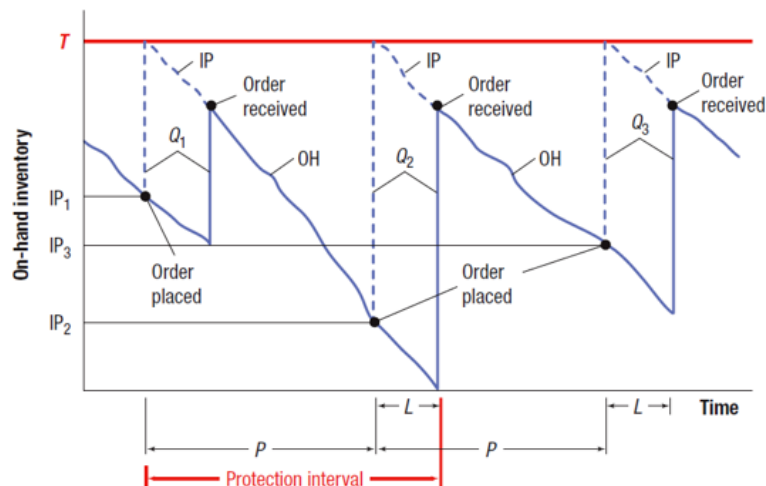 T
IP
IP
IP
Order
received
Order
received
Order
received
Q1
Q2
Q3
OH
OH
On-hand inventory
IP1
IP3
IP2
Order
placed
Order
placed
L
L
Time
P
P
Protection interval